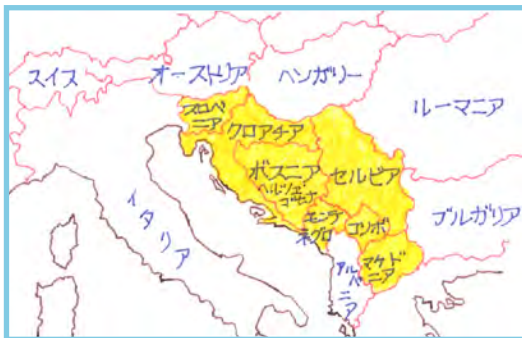 スイス
オーストリア
ハンガリー
ルーマニア
スロベ
ニア
クロアチア
ボスニア
ヘルツェ
ゴビナ
セルビア
イタリア
モンテ
ネグロ
コソボ
ブルガリア
マケド
ニア
アルバ
ニア